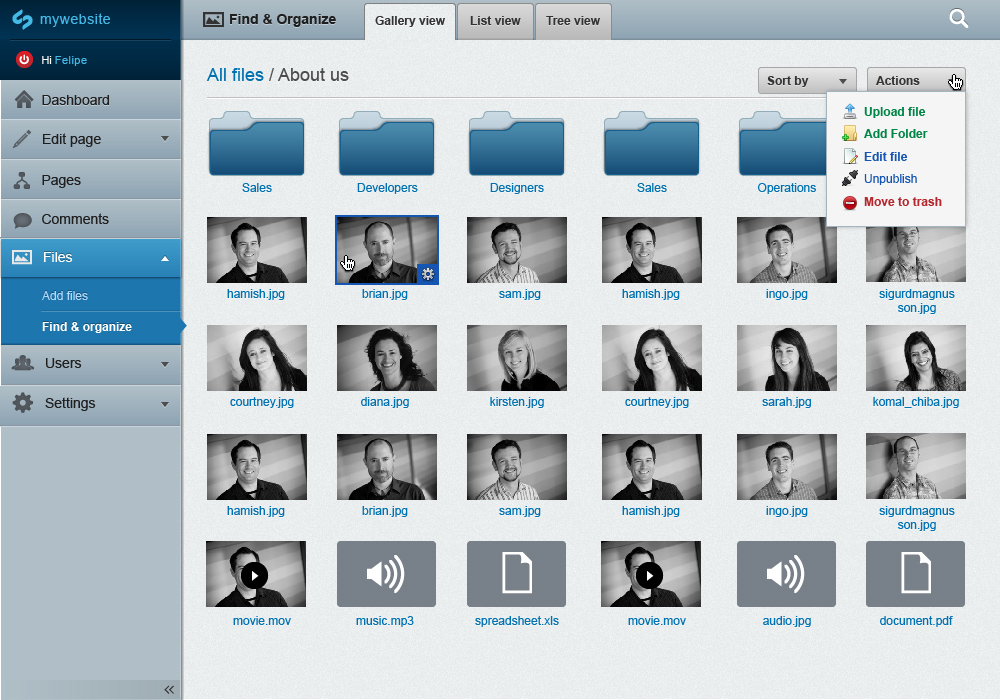 mywebsite
Hi Felipe
Dashboard
Edit page
Pages
Comments
Files
Add files
Find & organize
Users
Settings
«
Find & Organize
Gallery view
List view
Tree view
All files / About us
Sort by
Actions
Upload file
Add Folder
Edit file
Unpublish
Move to trash
Sales
Developers
Designers
Sales
Operations
hamish.jpg
brian.jpg
sam.jpg
hamish.jpg
ingo.jpg
sigurdmagnus
son.jpg
courtney.jpg
diana.jpg
kirsten.jpg
courtney.jpg
sarah.jpg
komal_chiba.jpg
hamish.jpg
brian.jpg
sam.jpg
hamish.jpg
ingo.jpg
sigurdmagnus
son.jpg
movie.mov
music.mp3
spreadsheet.xls
movie.mov
audio.jpg
document.pdf